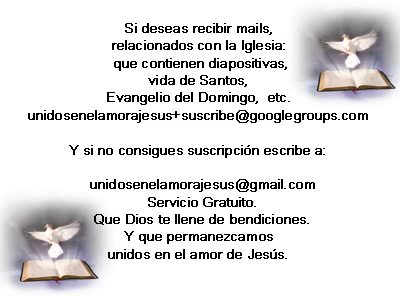 Si deseas recibir mails,
relacionados con la Iglesia:
que contienen diapositivas,
vida de Santos,
Evangelio del Domingo,  etc.
unidosenelamorajesus+suscribe@googlegroups.com
Y si no consigues suscripción escribe a:
unidosenelamorajesus@gmail.com
Servicio Gratuito.
Que Dios te llene de bendiciones.
Y que permanezcamos
unidos en el amor de Jesús.